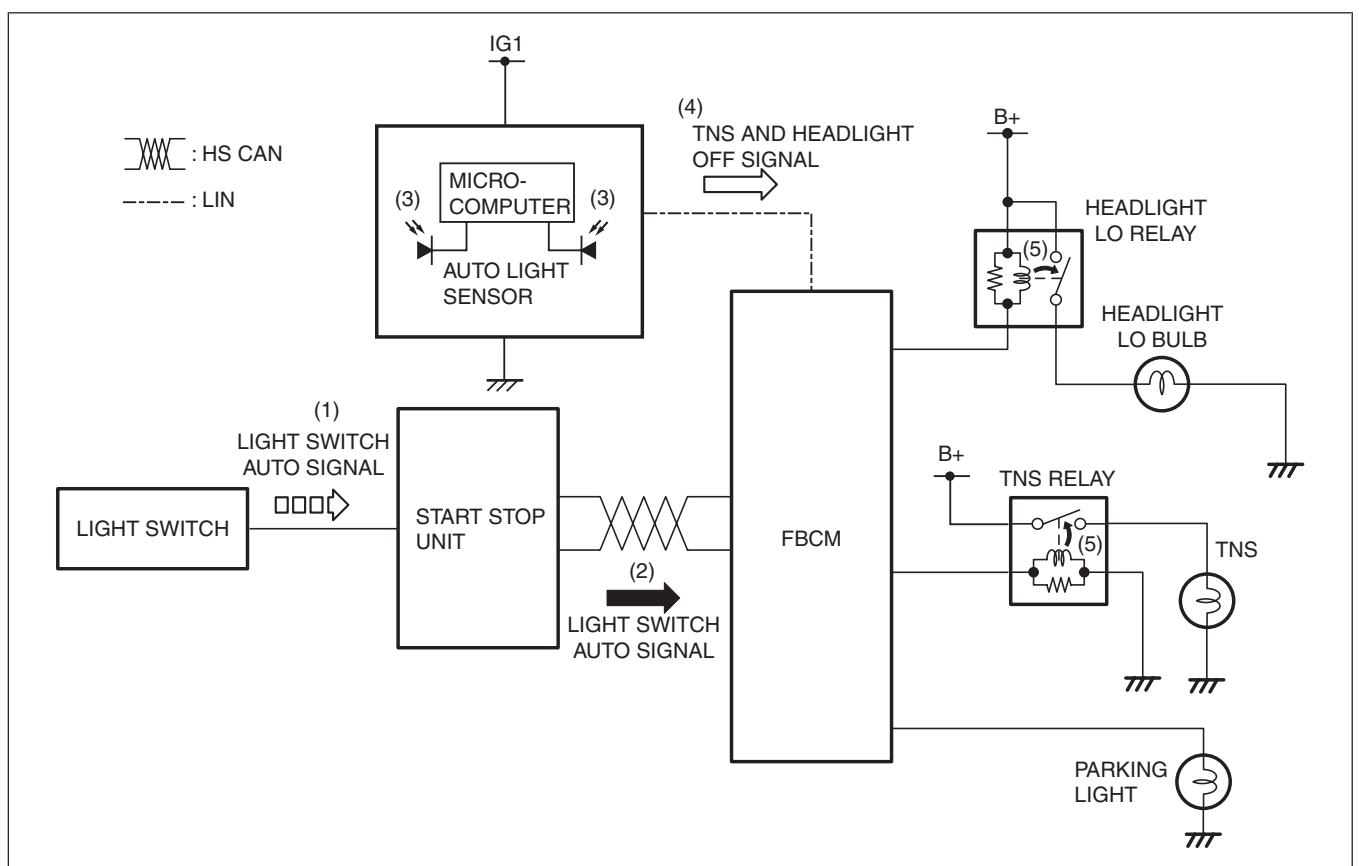 IG1
: HS CAN
: LIN
MICRO-
COMPUTER
(3)
(3)
AUTO LIGHT
SENSOR
(4)
TNS AND HEADLIGHT
OFF SIGNAL
B+
HEADLIGHT
LO RELAY
(5)
HEADLIGHT
LO BULB
(1)
LIGHT SWITCH
AUTO SIGNAL
LIGHT SWITCH
START STOP
UNIT
(2)
LIGHT SWITCH
AUTO SIGNAL
FBCM
B+
TNS RELAY
(5)
TNS
PARKING
LIGHT